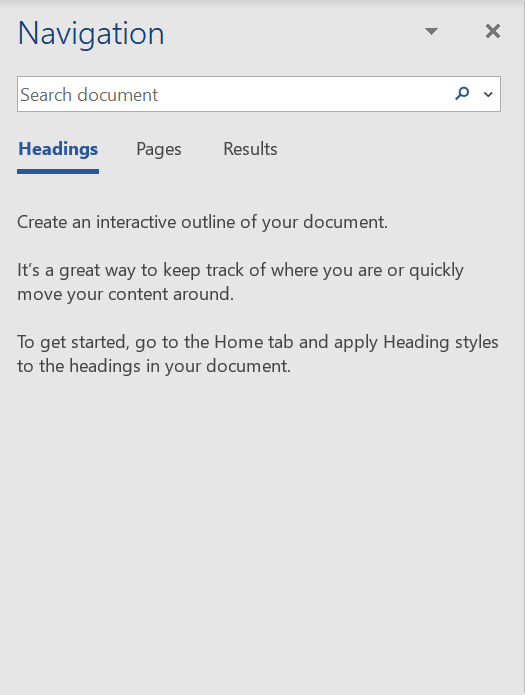 Navigation
Search document
Headings Pages Results
Create an interactive outline of your document.
It's a great way to keep track of where you are or quickly
move your content around.
To get started, go to the Home tab and apply Heading styles
to the headings in your document.